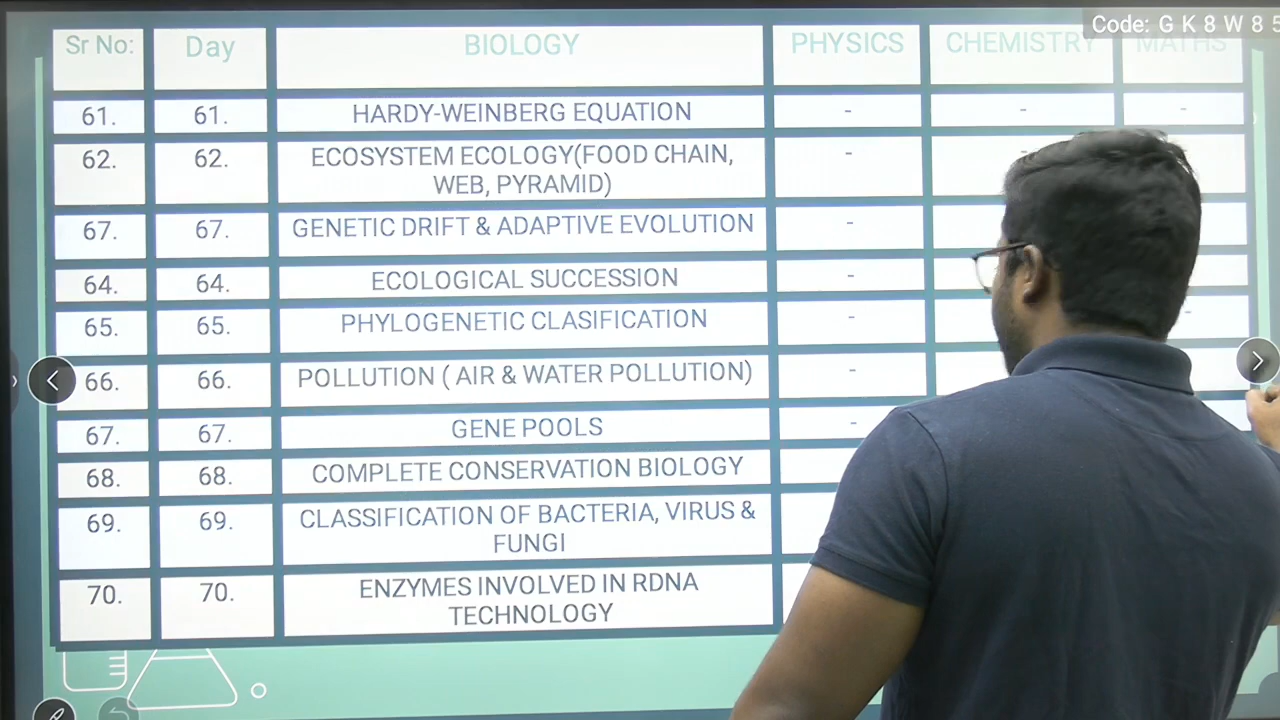 Code: G K 8 W 8 5
Sr No: Day BIOLOGY PHYSICS CHEMISTRY MATHS
61. 61. HARDY-WEINBERG EQUATION - - -
62. 62. ECOSYSTEM ECOLOGY(FOOD CHAIN, - -
WEB, PYRAMID)
67. 67. GENETIC DRIFT & ADAPTIVE EVOLUTION -
64. 64. ECOLOGICAL SUCCESSION -
65. 65. PHYLOGENETIC CLASIFICATION - -
66. 66. POLLUTION ( AIR & WATER POLLUTION) -
67. 67. GENE POOLS -
68. 68. COMPLETE CONSERVATION BIOLOGY
69. 69. CLASSIFICATION OF BACTERIA, VIRUS &
FUNGI
70. 70. ENZYMES INVOLVED IN RDNA
TECHNOLOGY